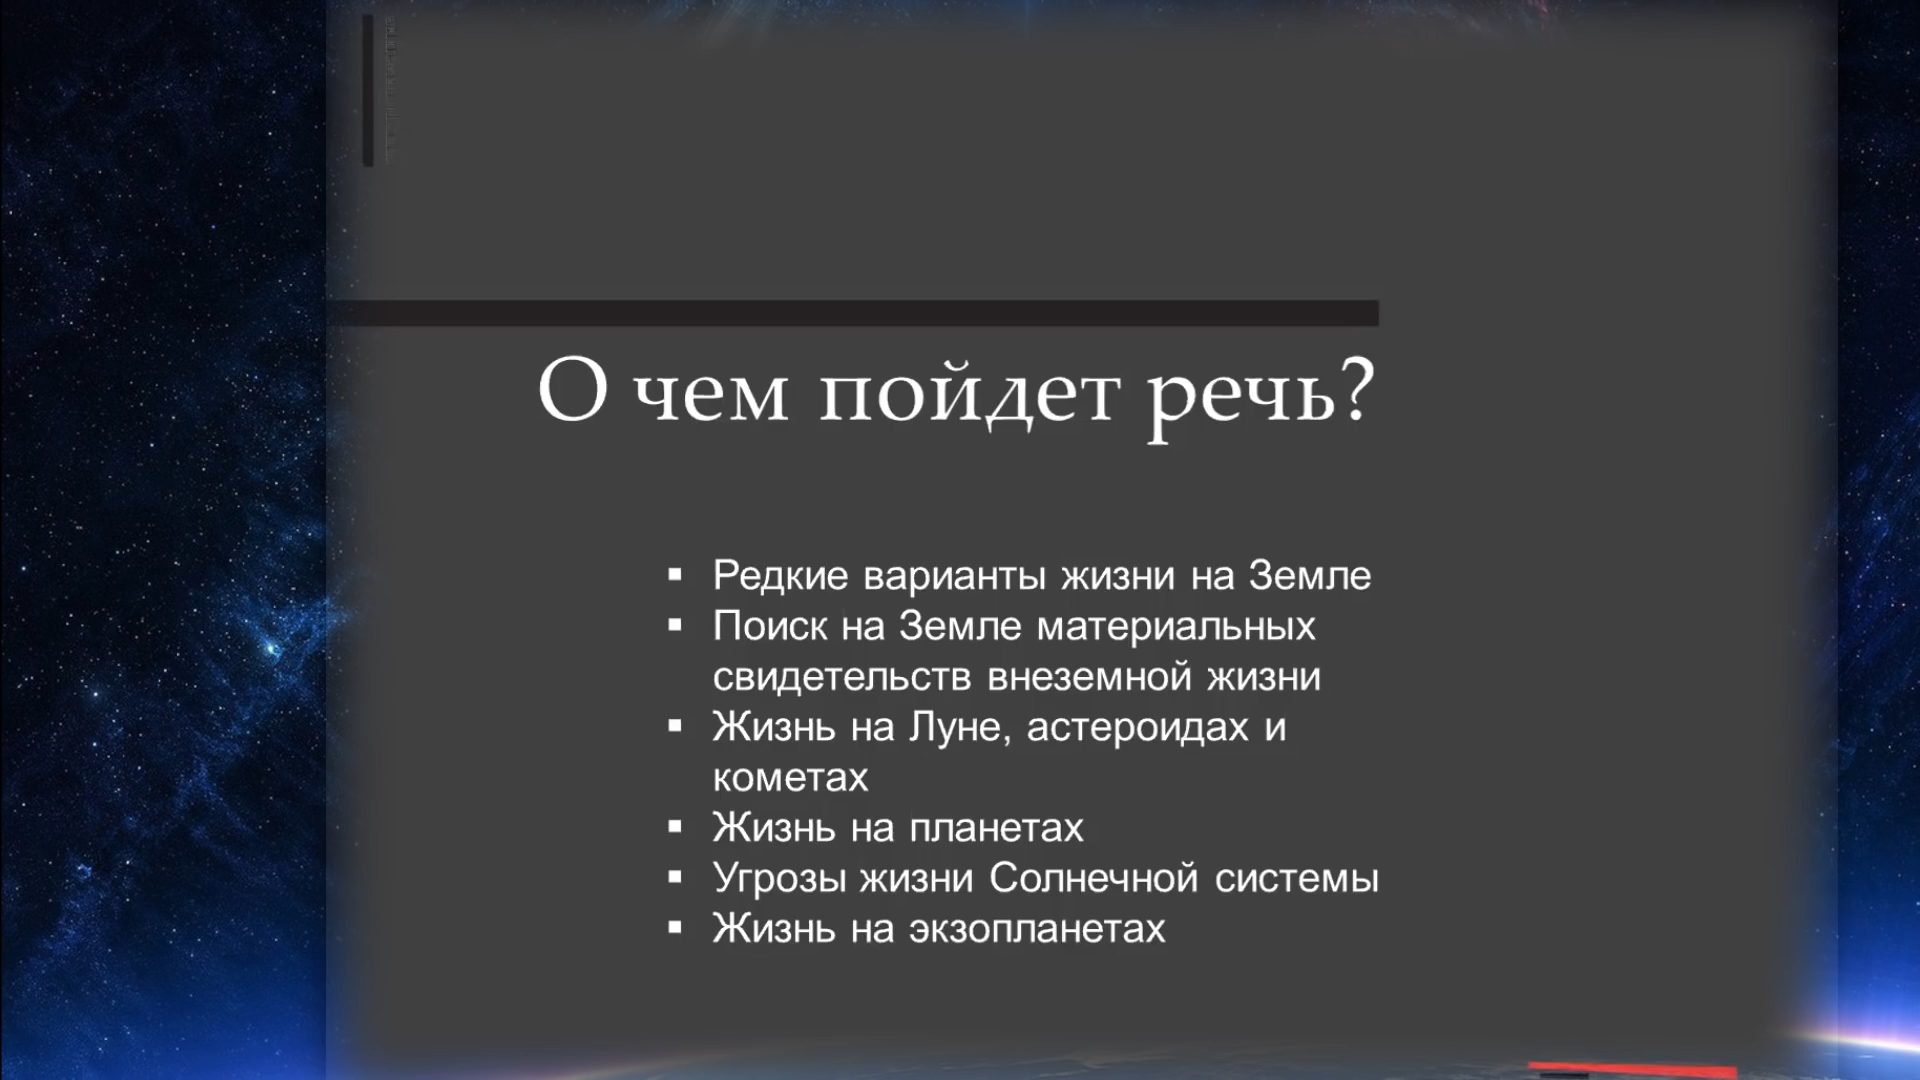 О чем пойдет речь?
▪ Редкие варианты жизни на Земле
▪ Поиск на Земле материальных
свидетельств внеземной жизни
▪ Жизнь на Луне, астероидах и
кометах
▪ Жизнь на планетах
▪ Угрозы жизни Солнечной системы
▪ Жизнь на экзопланетах